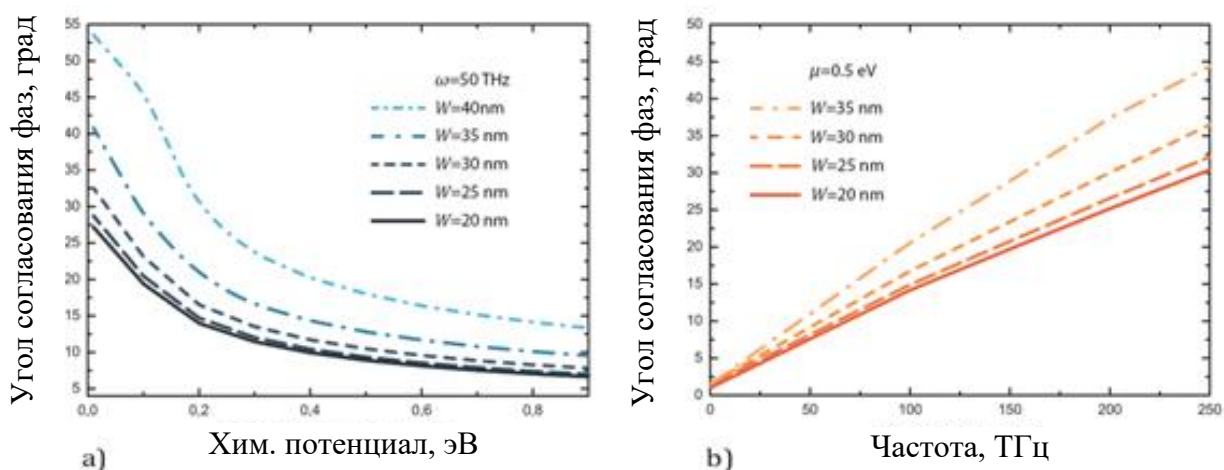 Угол согласования фаз, град
55
50
45
40
35
30
25
20
15
10
5
0,0
0,2
0,4
0,6
0,8
Хим. потенциал, эВ
a)
ω=50 THz
W=40nm
W=35 nm
W=30 nm
W=25 nm
W=20 nm
Угол согласования фаз, град
50
45
40
35
30
25
20
15
10
5
0
0
50
100
150
200
250
Частота, ТГц
b)
μ=0.5 eV
W=35 nm
W=30 nm
W=25 nm
W=20 nm